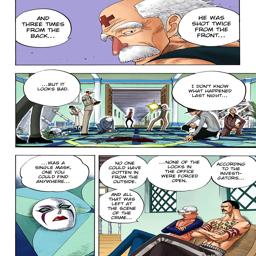 HE WAS
SHOT TWICE
FROM THE
FRONT...
AND
THREE TIMES
FROM THE
BACK...
I DON'T KNOW
WHAT HAPPENED
LAST NIGHT...
...BUT IT
LOOKS BAD.
ACCORDING
TO THE
INVESTI-
GATORS...
...NONE OF
THE LOCKS IN
THE OFFICE
WERE FORCED
OPEN.
NO ONE
COULD HAVE
GOTTEN IN
FROM THE
OUTSIDE.
AND ALL
THAT WAS
LEFT AT
THE SCENE
OF THE
CRIME...
...WAS A
SINGLE MASK,
ONE YOU
COULD FIND
ANYWHERE...